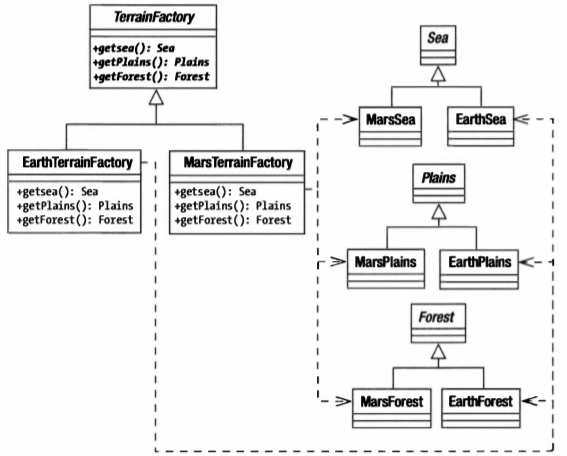 TerrainFactory
+getsea(): Sea
+getPlains(): Plains
+getForest(): Forest
EarthTerrainFactory
+getsea(): Sea
+getPlains(): Plains
+getForest(): Forest
MarsTerrainFactory
+getsea(): Sea
+getPlains(): Plains
+getForest(): Forest
Sea
MarsSea
EarthSea
Plains
MarsPlains
EarthPlains
Forest
MarsForest
EarthForest